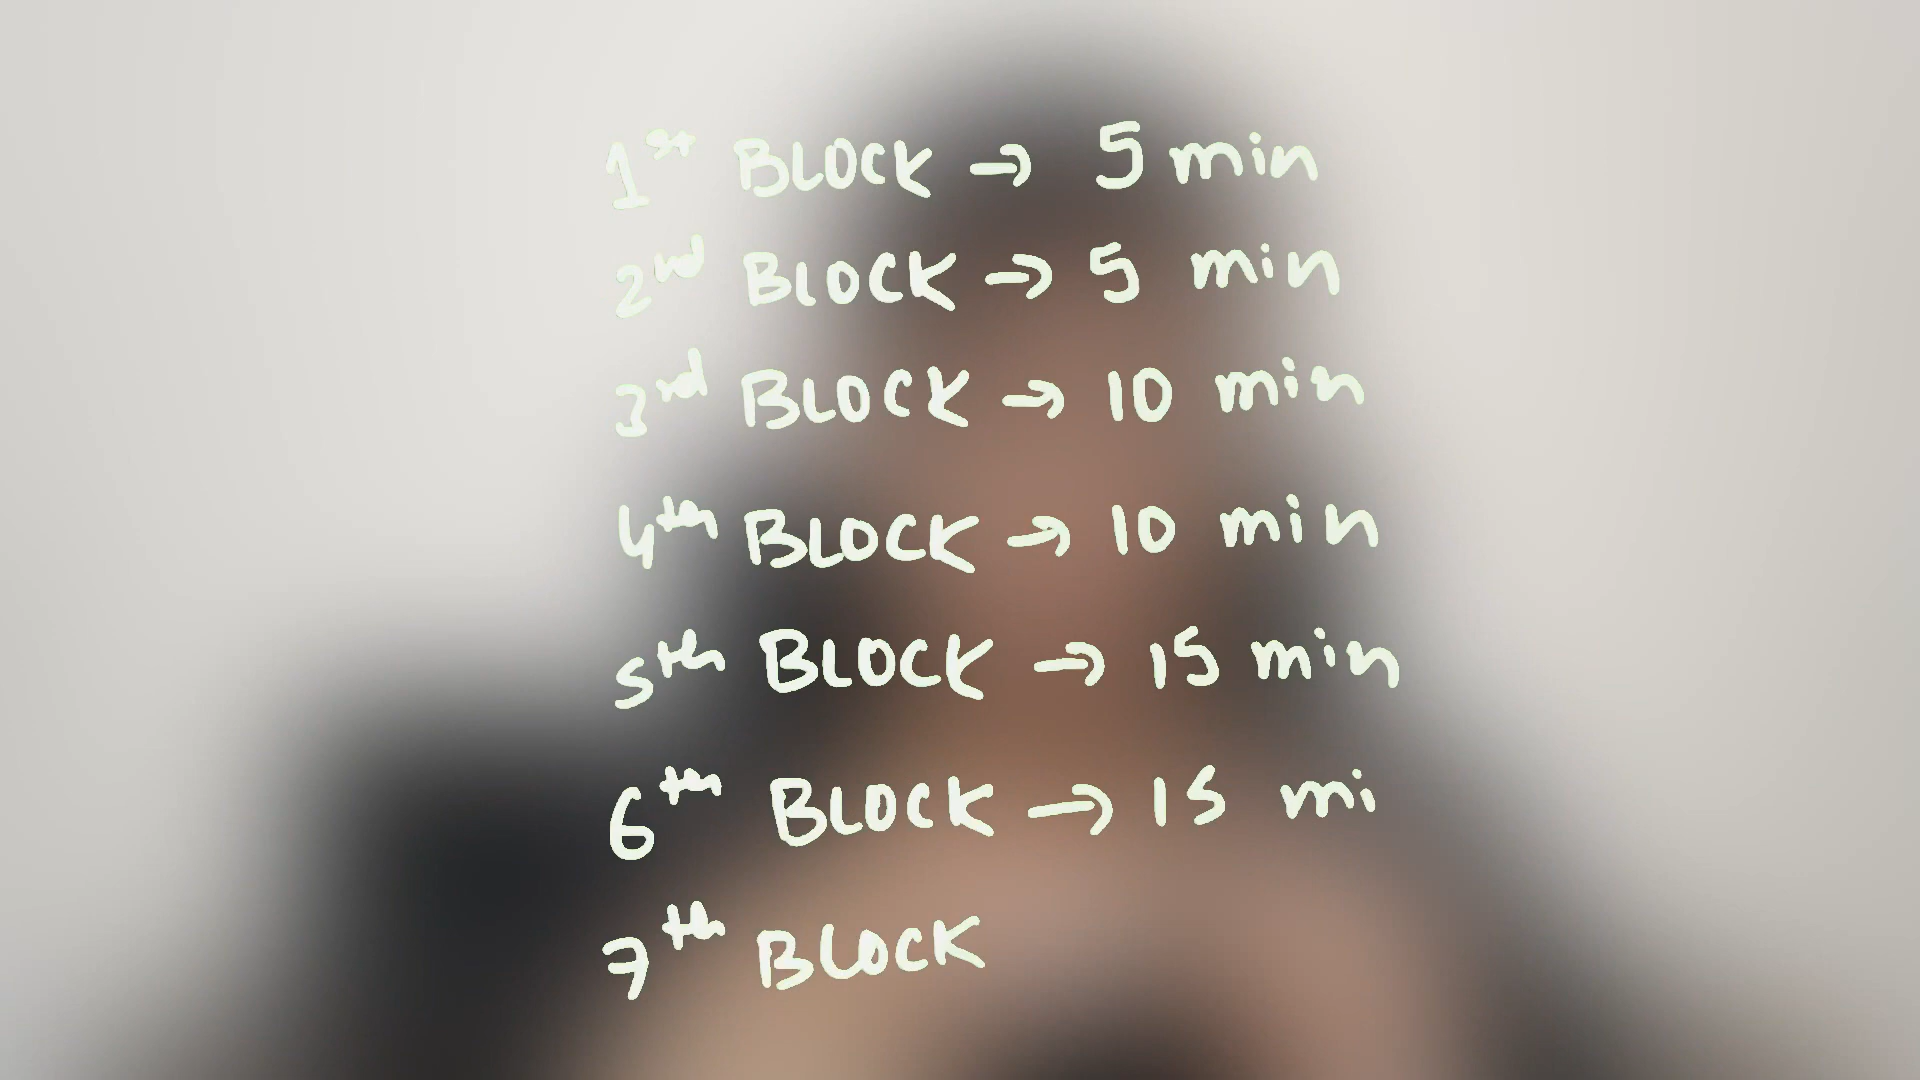 1st BLOCK → 5 min
2nd BLOCK → 5 min
3rd BLOCK → 10 min
4th BLOCK → 10 min
5th BLOCK → 15 min
6th BLOCK → 15 mi
7th BLOCK